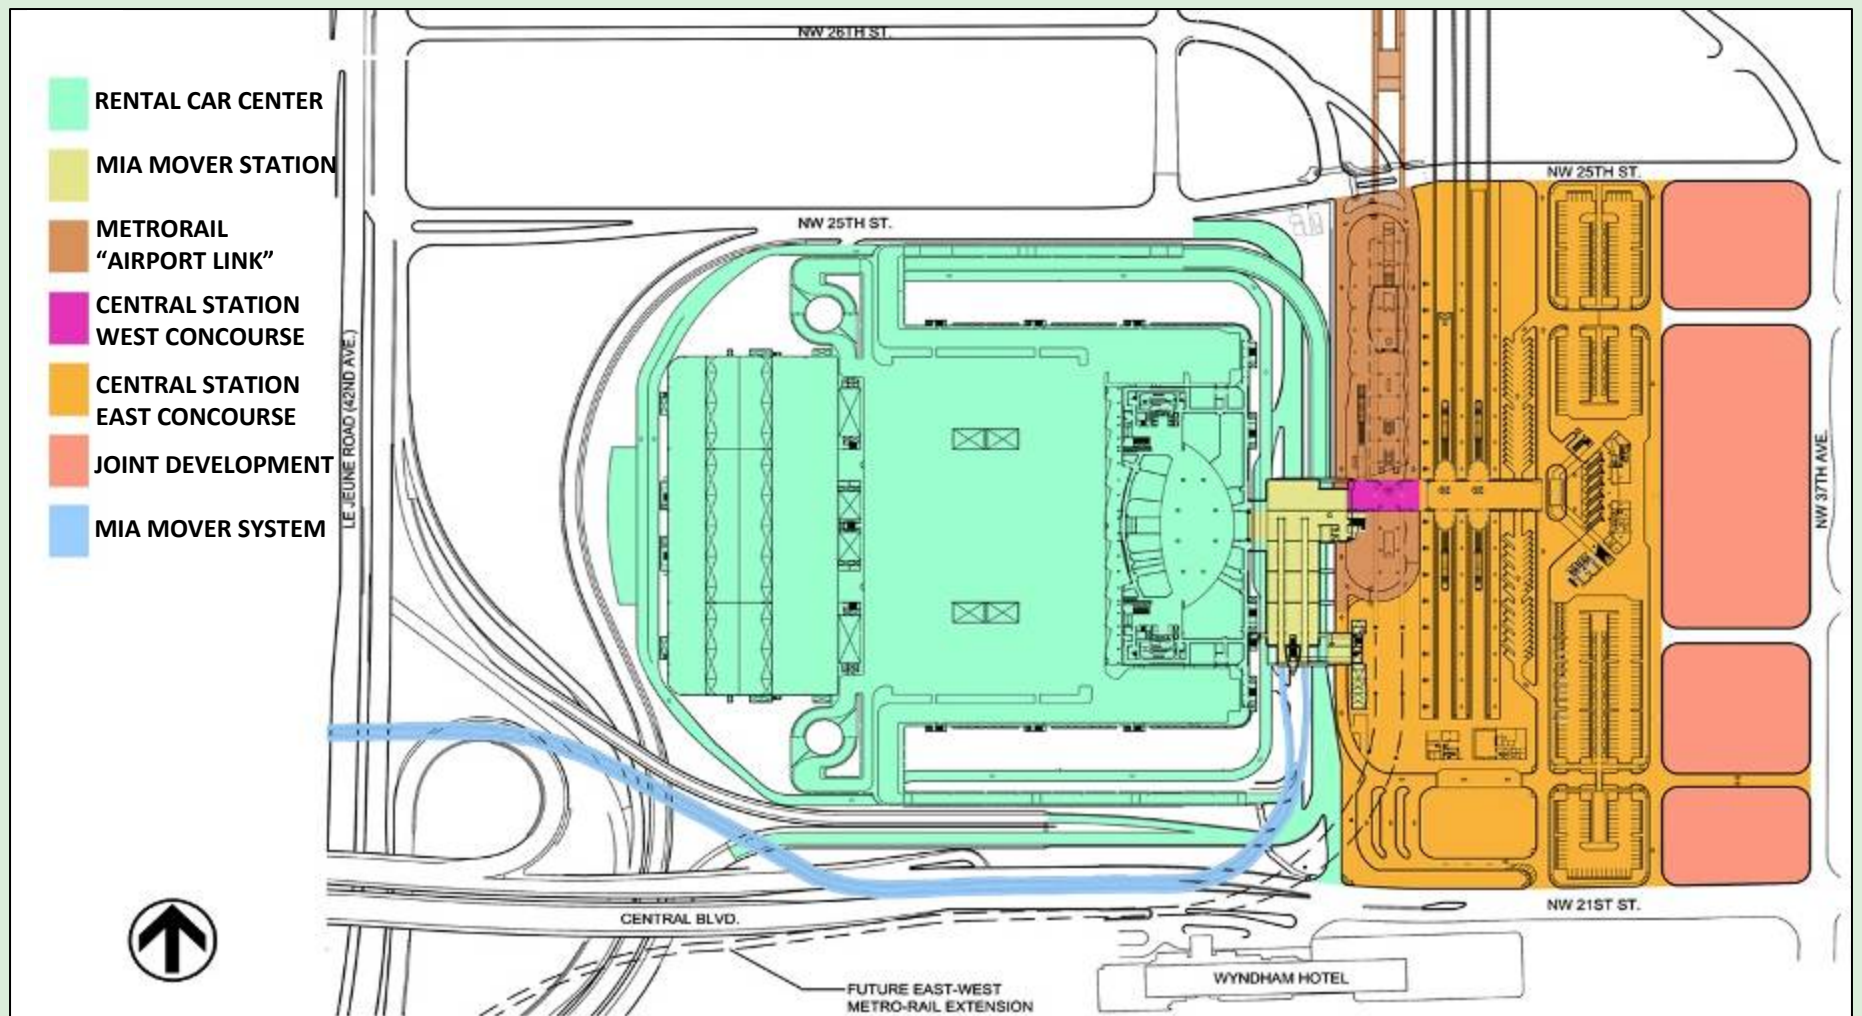 NW 26TH ST.
RENTAL CAR CENTER
MIA MOVER STATION
METRORAIL
“AIRPORT LINK”
CENTRAL STATION
WEST CONCOURSE
CENTRAL STATION
EAST CONCOURSE
JOINT DEVELOPMENT
MIA MOVER SYSTEM
NW 25TH ST.
NW 25TH ST.
LE JEUNE ROAD (42ND AVE.)
NW 37TH AVE.
CENTRAL BLVD.
NW 21ST ST.
WYNDHAM HOTEL
FUTURE EAST-WEST
METRO-RAIL EXTENSION